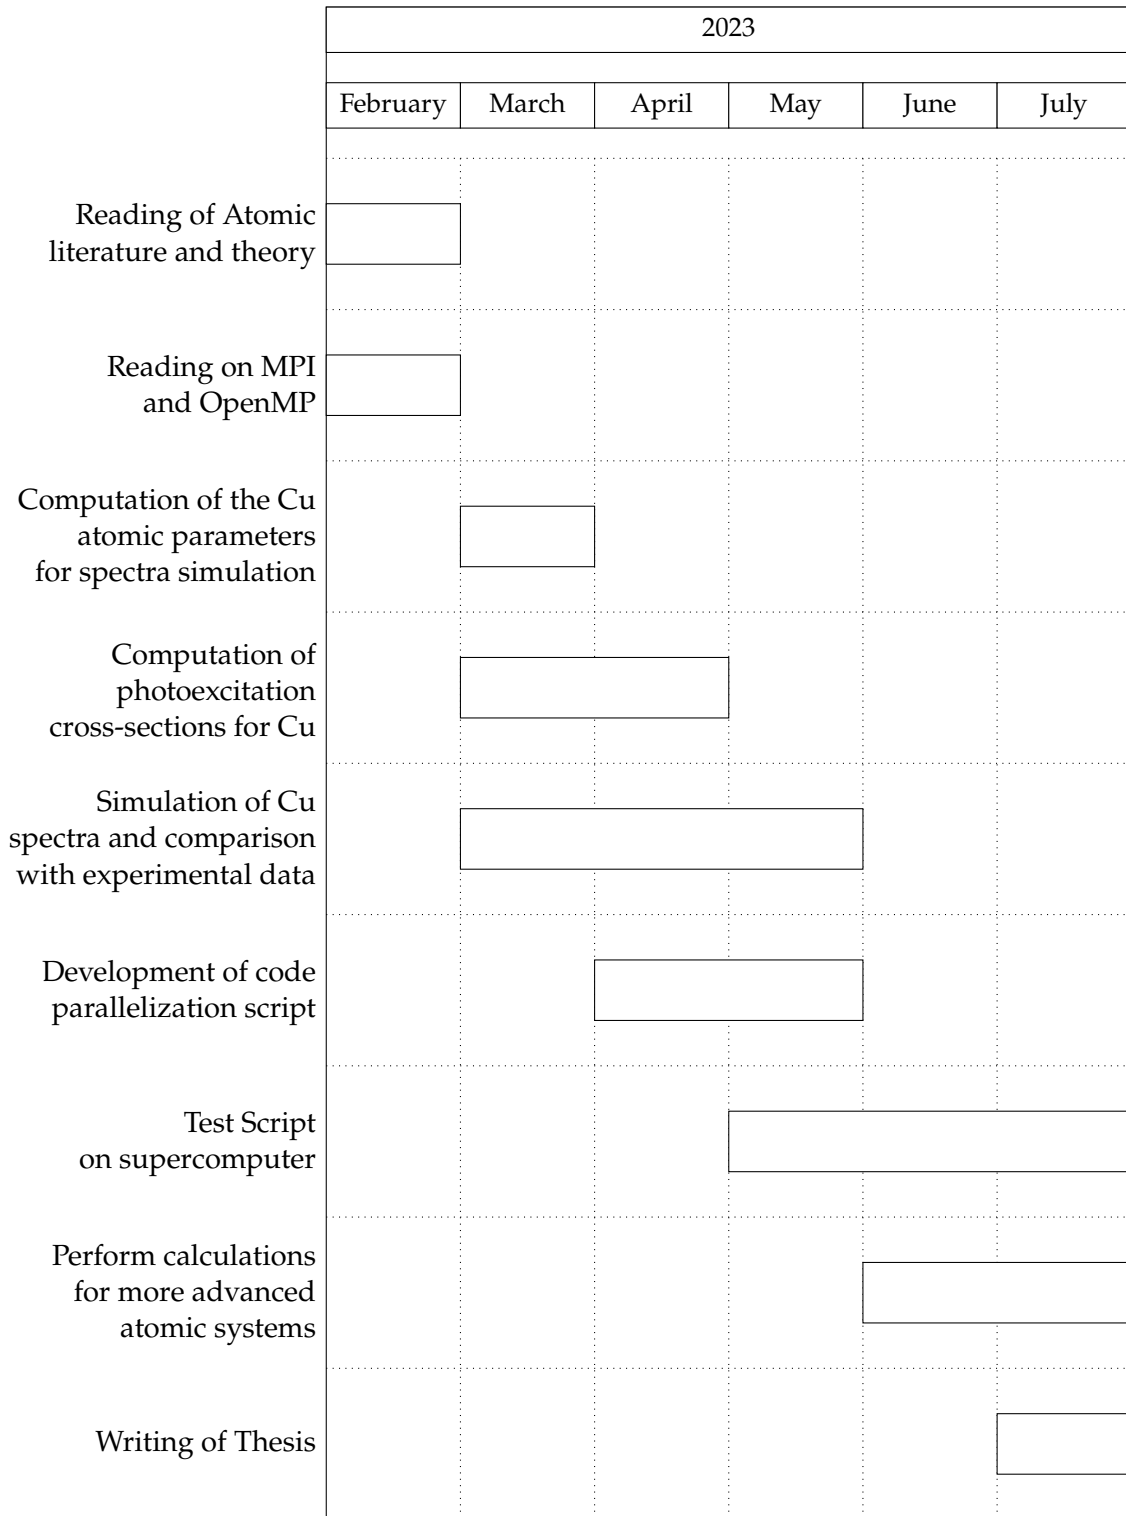 2023
February March April May June July
Reading of Atomic
literature and theory
Reading on MPI
and OpenMP
Computation of the Cu
atomic parameters
for spectra simulation
Computation of
photoexcitation
cross-sections for Cu
Simulation of Cu
spectra and comparison
with experimental data
Development of code
parallelization script
Test Script
on supercomputer
Perform calculations
for more advanced
atomic systems
Writing of Thesis